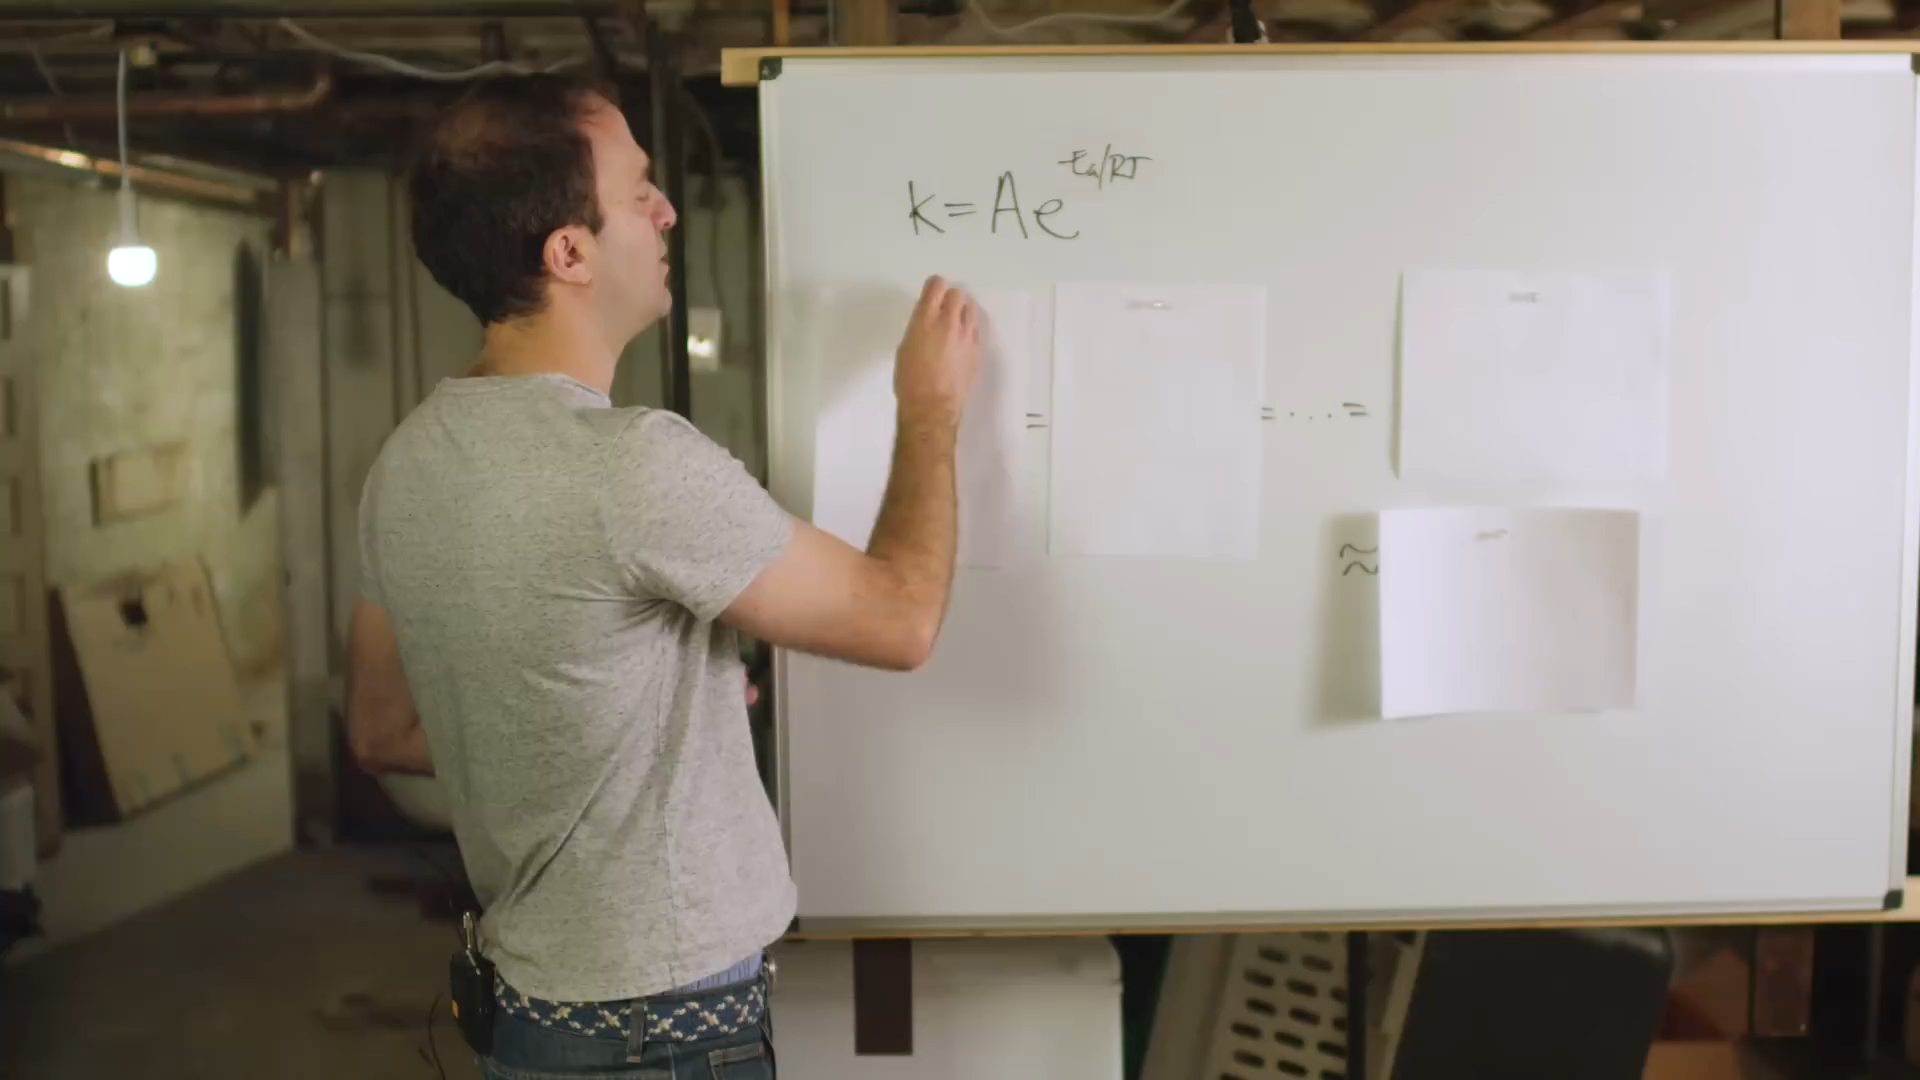 k=Ae^{-Ea/RT}
= =...=
≈